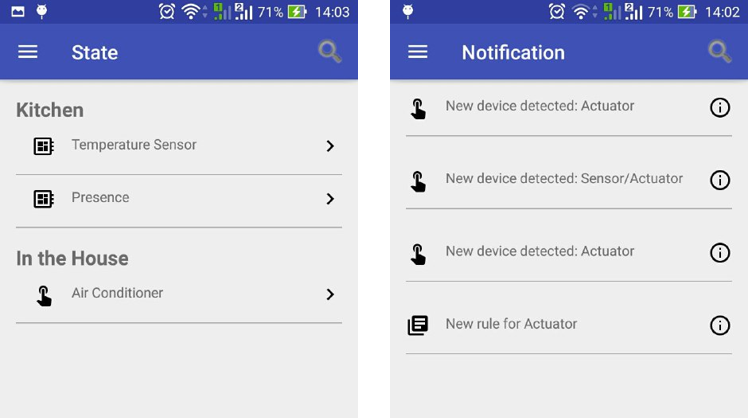 71% 14:03
State
Kitchen
Temperature Sensor
Presence
In the House
Air Conditioner
71% 14:02
Notification
New device detected: Actuator
New device detected: Sensor/Actuator
New device detected: Actuator
New rule for Actuator